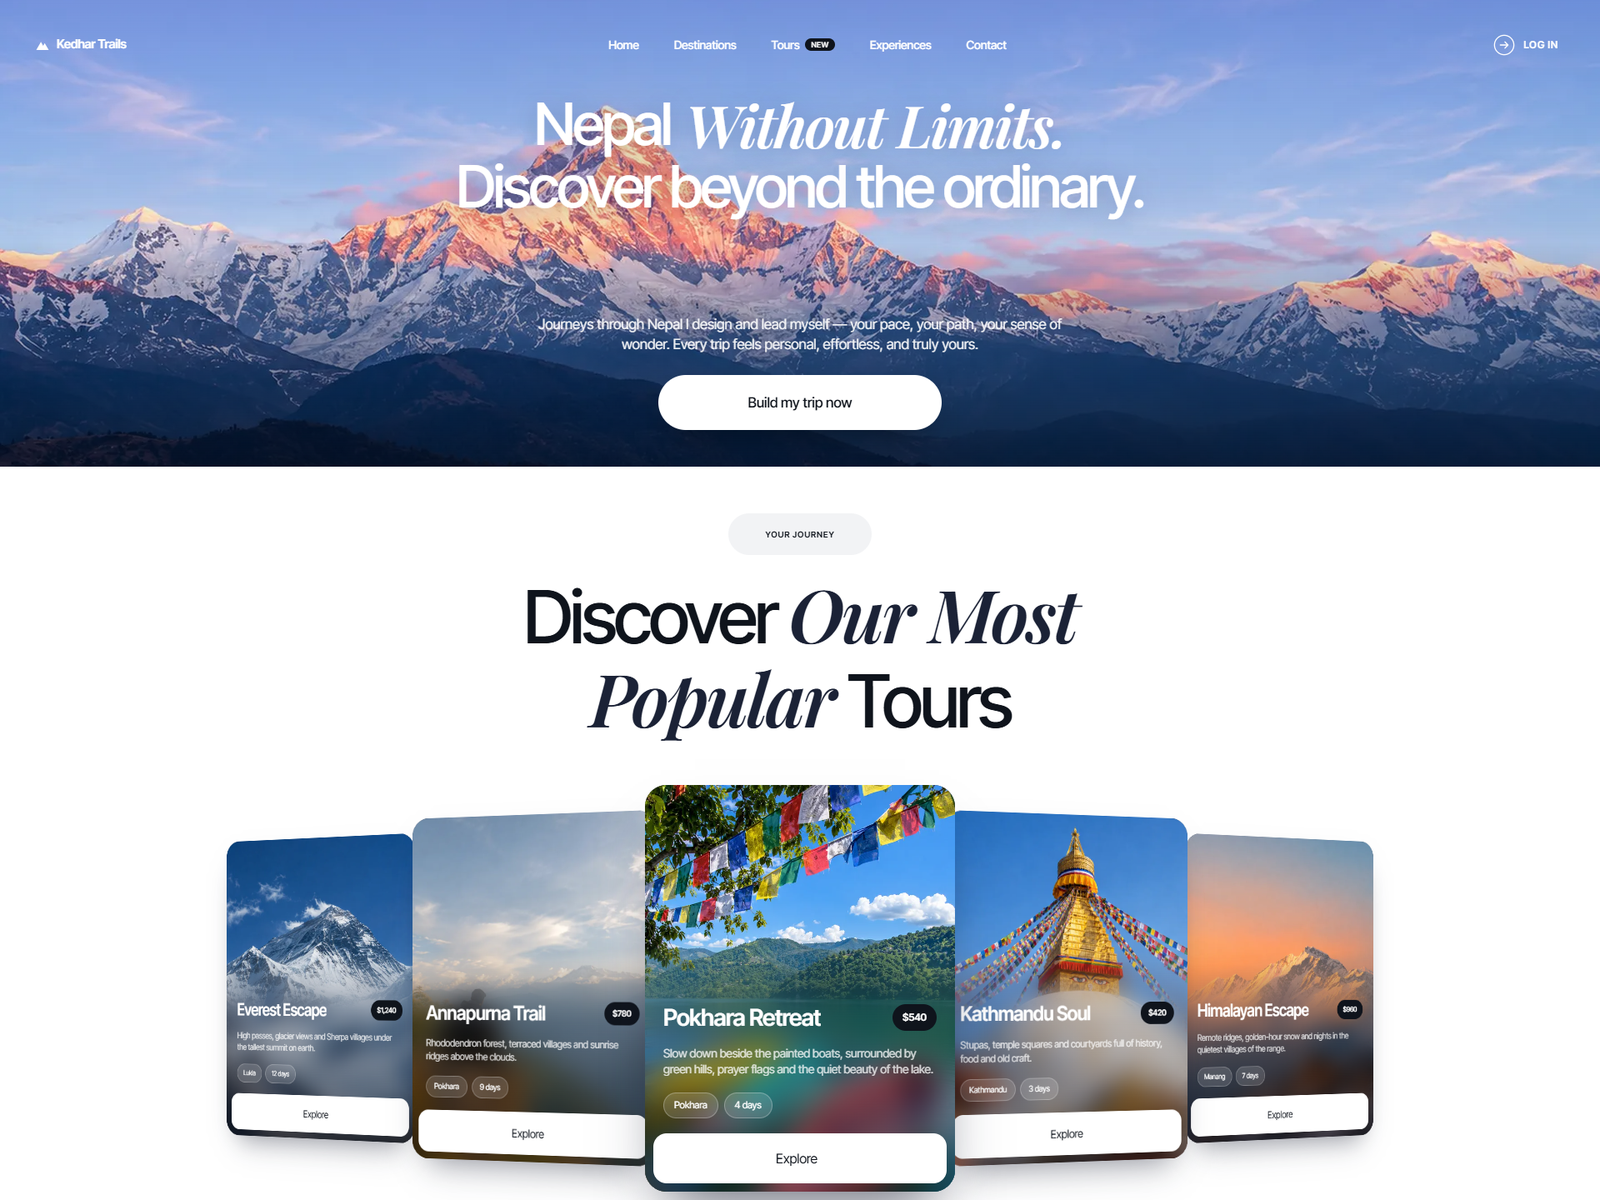 Kedhar Trails
Home
Destinations
Tours NEW
Experiences
Contact
LOG IN
Nepal Without Limits.
Discover beyond the ordinary.
Journeys through Nepal I design and lead myself — your pace, your path, your sense of
wonder. Every trip feels personal, effortless, and truly yours.
Build my trip now
YOUR JOURNEY
Discover Our Most
Popular Tours
Everest Escape
$1,240
High passes, glacier views and Sherpa villages under
the tallest summit on earth.
Lukla
12 days
Explore
Annapurna Trail
$780
Rhododendron forest, terraced villages and sunrise
ridges above the clouds.
Pokhara
9 days
Explore
Pokhara Retreat
$540
Slow down beside the painted boats, surrounded by
green hills, prayer flags and the quiet beauty of the lake.
Pokhara
4 days
Explore
Kathmandu Soul
$420
Stupas, temple squares and courtyards full of history,
food and old craft.
Kathmandu
3 days
Explore
Himalayan Escape
$960
Remote ridges, golden-hour snow and nights in the
quietest villages of the range.
Manang
7 days
Explore